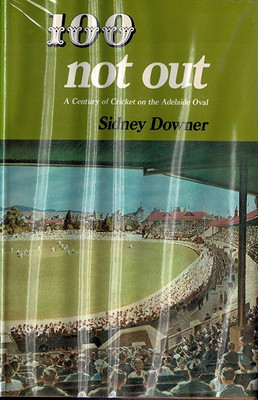 100
not out
A Century of Cricket on the Adelaide Oval
Sidney Downer